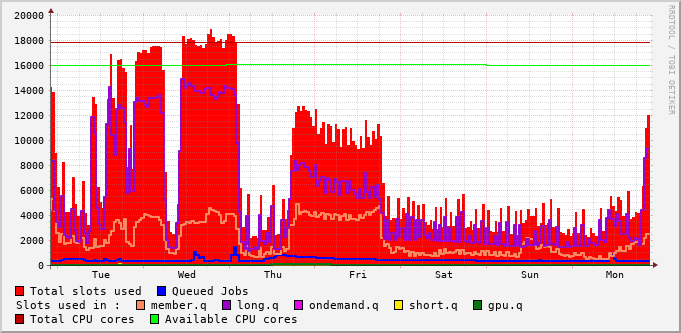 RRDTOOL / TOBI OETIKER
20000
18000
16000
14000
12000
10000
8000
6000
4000
2000
0
Tue Wed Thu Fri Sat Sun Mon
Total slots used Queued Jobs
Slots used in : member.q long.q ondemand.q short.q gpu.q
Total CPU cores Available CPU cores